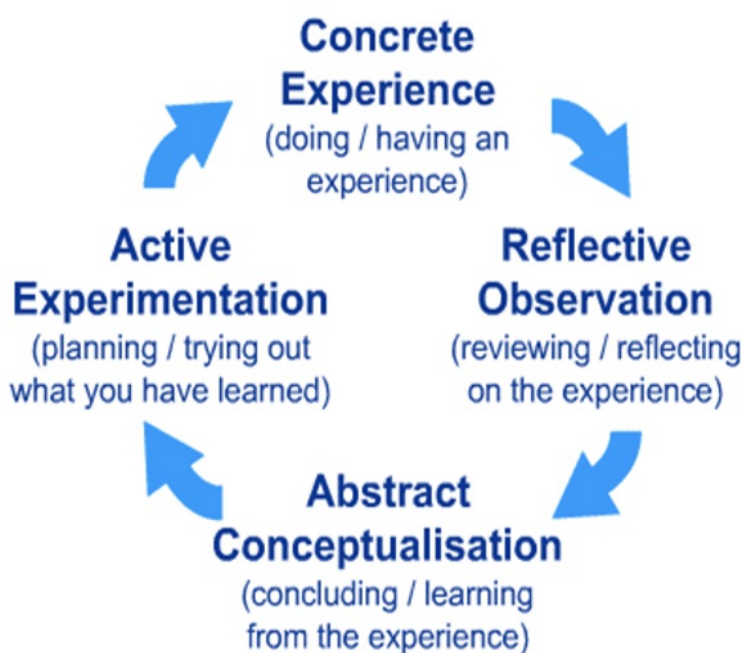 Concrete
Experience
(doing / having an
experience)
Reflective
Observation
(reviewing / reflecting
on the experience)
Abstract
Conceptualisation
(concluding / learning
from the experience)
Active
Experimentation
(planning / trying out
what you have learned)